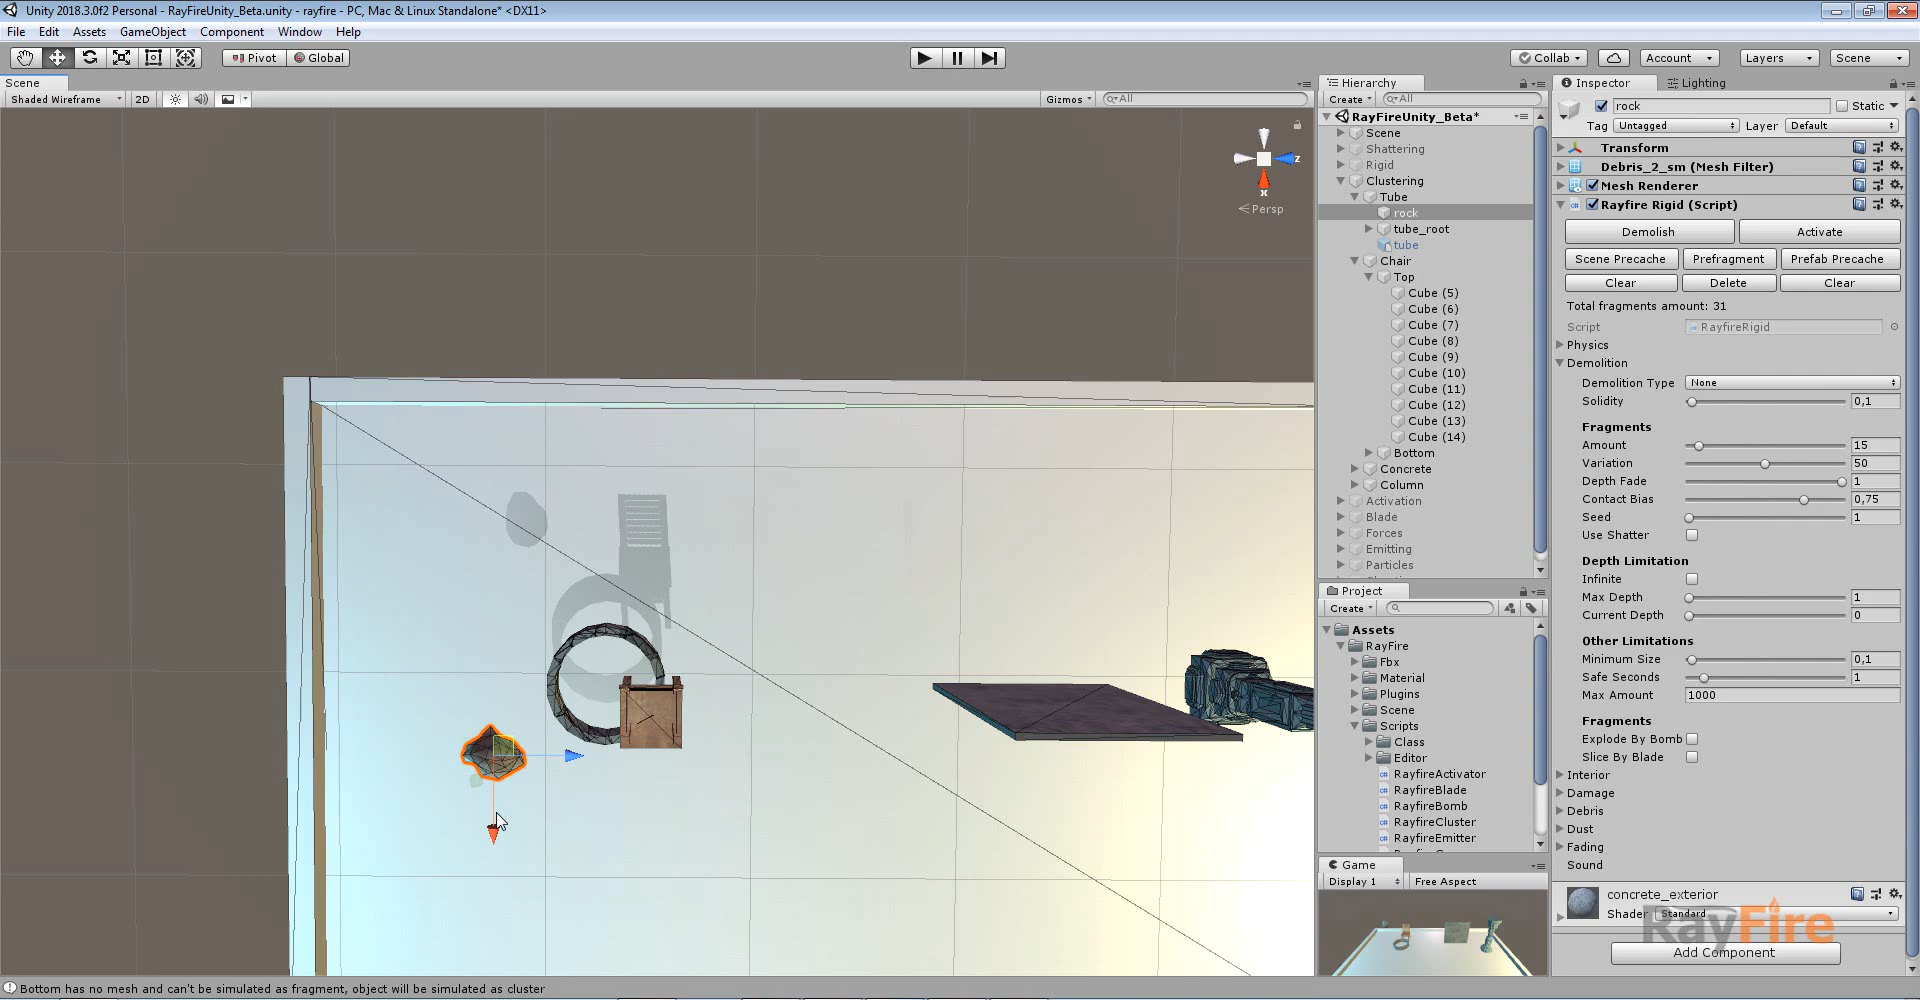 Unity 2018.3.0f2 Personal - RayFireUnity_Beta.unity - rayfire - PC, Mac & Linux Standalone* <DX11>
File Edit Assets GameObject Component Window Help
Pivot Global Collab Account Layers Scene
Scene
Shaded Wireframe 2D Gizmos All
z
x
Persp
Hierarchy
Create All
RayFireUnity_Beta*
Scene
Shattering
Rigid
Clustering
Tube
rock
tube_root
tube
Chair
Top
Cube (5)
Cube (6)
Cube (7)
Cube (8)
Cube (9)
Cube (10)
Cube (11)
Cube (12)
Cube (13)
Cube (14)
Bottom
Concrete
Column
Activation
Blade
Forces
Emitting
Particles
Project
Create
Assets
RayFire
Fbx
Material
Plugins
Scene
Scripts
Class
Editor
RayfireActivator
RayfireBlade
RayfireBomb
RayfireCluster
RayfireEmitter
Game
Display 1 Free Aspect
Inspector Lighting
rock Static
Tag Untagged Layer Default
Transform
Debris_2_sm (Mesh Filter)
Mesh Renderer
Rayfire Rigid (Script)
Demolish Activate
Scene Precache Prefragment Prefab Precache
Clear Delete Clear
Total fragments amount: 31
Script RayfireRigid
Physics
Demolition
Demolition Type None
Solidity 0,1
Fragments
Amount 15
Variation 50
Depth Fade 1
Contact Bias 0,75
Seed 1
Use Shatter
Depth Limitation
Infinite
Max Depth 1
Current Depth 0
Other Limitations
Minimum Size 0,1
Safe Seconds 1
Max Amount 1000
Fragments
Explode By Bomb
Slice By Blade
Interior
Damage
Debris
Dust
Fading
Sound
concrete_exterior
Shader Standard
RayFire
Add Component
Bottom has no mesh and can't be simulated as fragment, object will be simulated as cluster